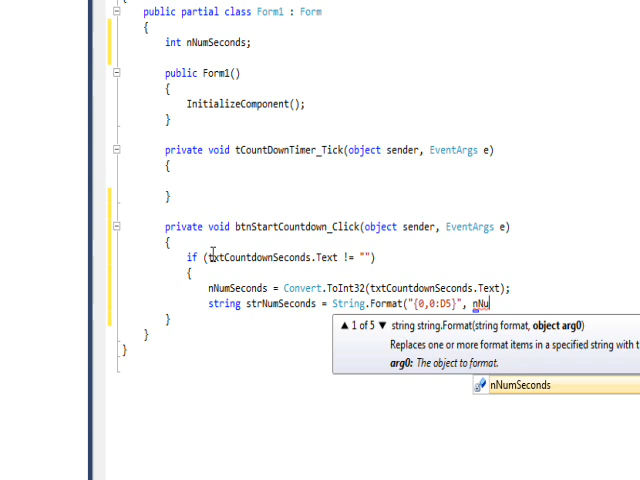 public partial class Form1 : Form
{
int nNumSeconds;
public Form1()
{
InitializeComponent();
}
private void tCountDownTimer_Tick(object sender, EventArgs e)
{
}
private void btnStartCountdown_Click(object sender, EventArgs e)
{
if (txtCountdownSeconds.Text != "")
{
nNumSeconds = Convert.ToInt32(txtCountdownSeconds.Text);
string strNumSeconds = String.Format("{0,0:D5}", nNu
}
}
}
▲ 1 of 5 ▼ string string.Format(string format, object arg0)
Replaces one or more format items in a specified string with t
arg0: The object to format.
nNumSeconds